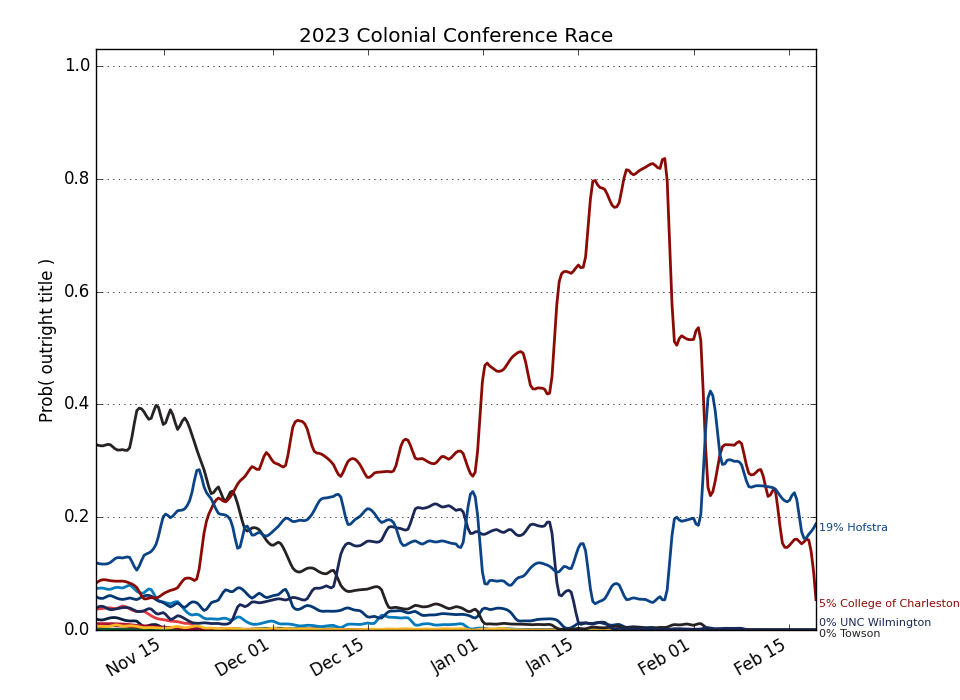 2023 Colonial Conference Race
1.0
0.8
0.6
0.4
0.2
0.0
Prob( outright title )
Nov 15
Dec 01
Dec 15
Jan 01
Jan 15
Feb 01
Feb 15
19% Hofstra
5% College of Charleston
0% UNC Wilmington
0% Towson